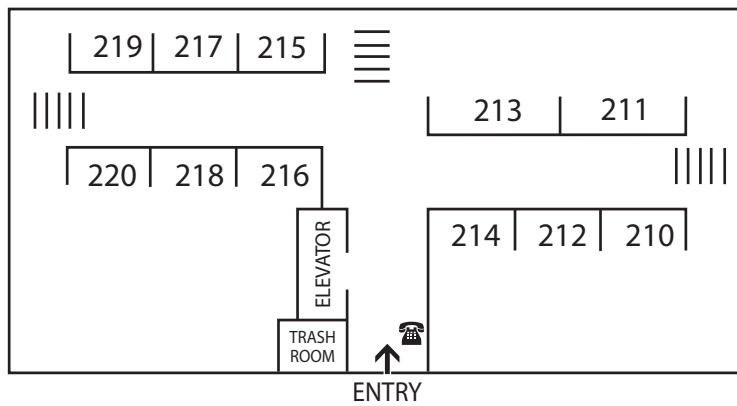 219 217 215
213 211
220 218 216
214 212 210
ELEVATOR
TRASH
ROOM
ENTRY